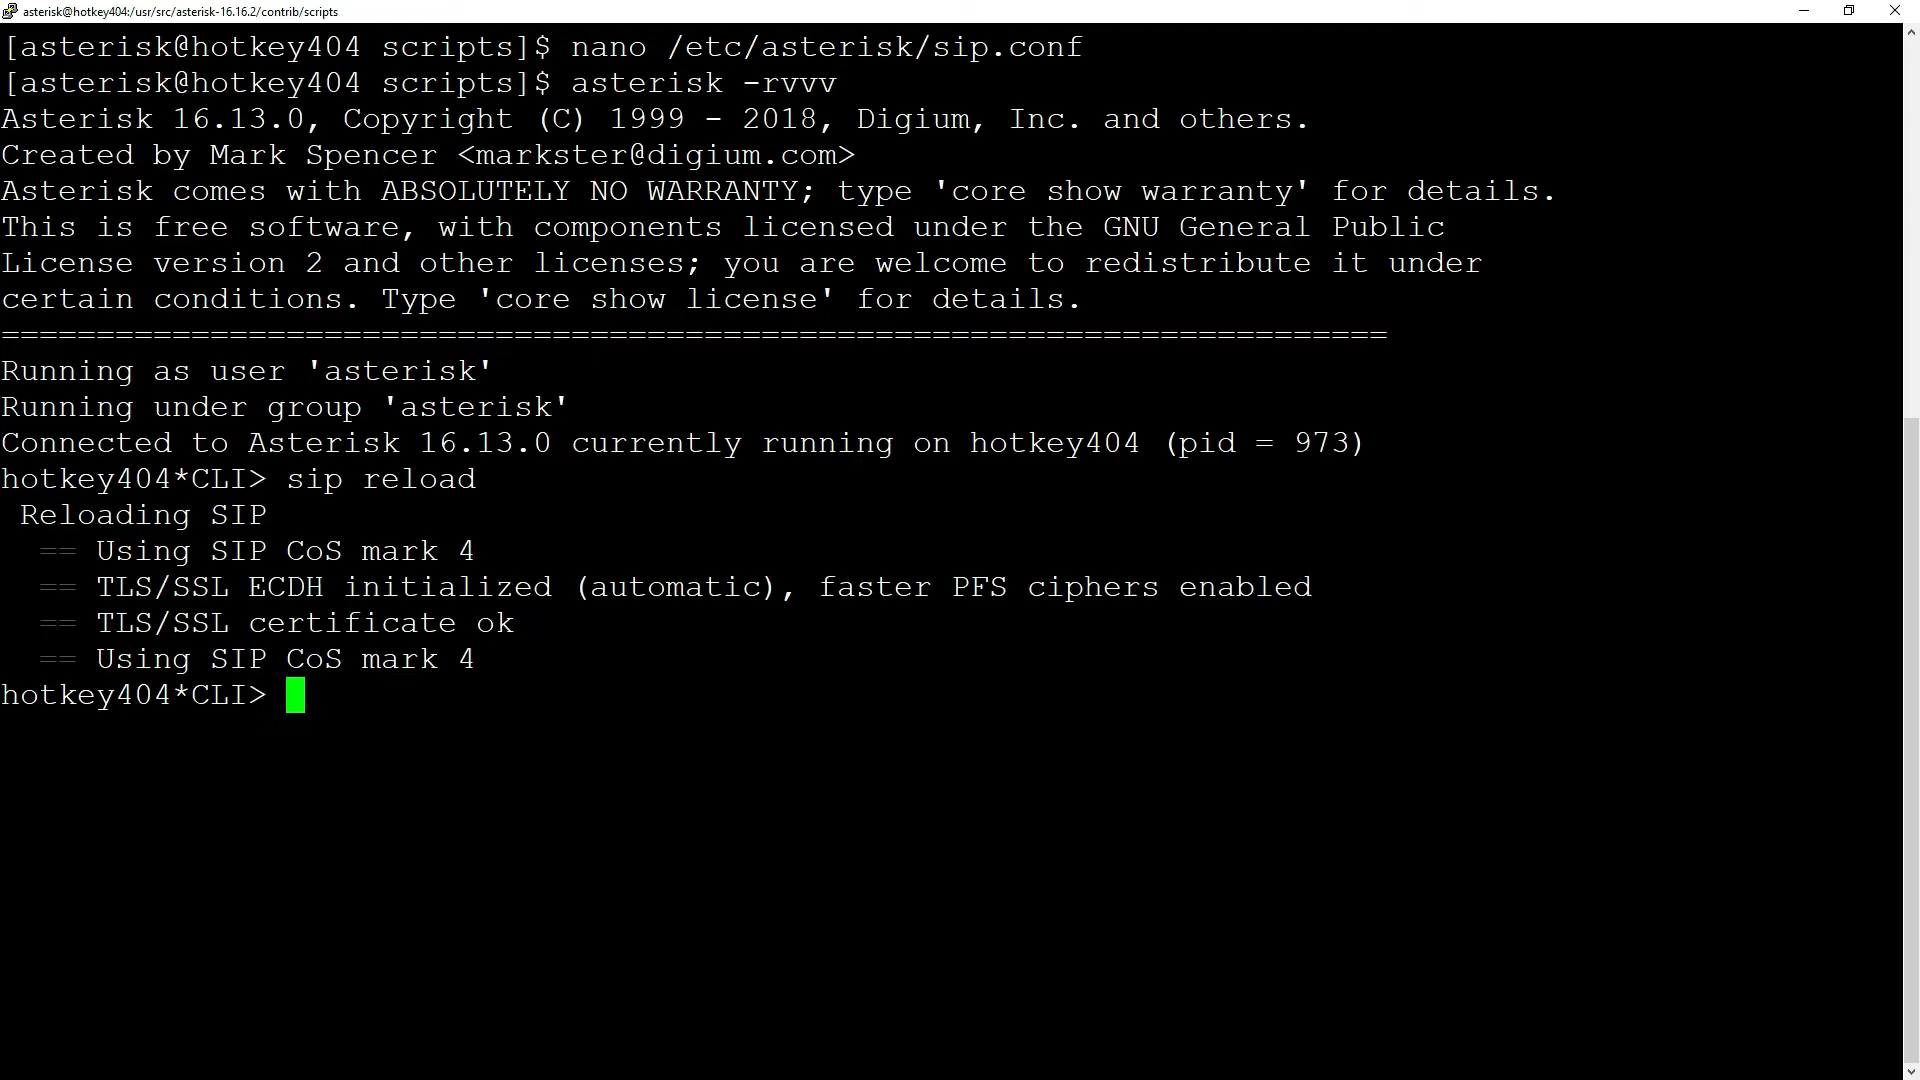 asterisk@hotkey404:/usr/src/asterisk-16.16.2/contrib/scripts
[asterisk@hotkey404 scripts]$ nano /etc/asterisk/sip.conf
[asterisk@hotkey404 scripts]$ asterisk -rvvv
Asterisk 16.13.0, Copyright (C) 1999 - 2018, Digium, Inc. and others.
Created by Mark Spencer <markster@digium.com>
Asterisk comes with ABSOLUTELY NO WARRANTY; type 'core show warranty' for details.
This is free software, with components licensed under the GNU General Public
License version 2 and other licenses; you are welcome to redistribute it under
certain conditions. Type 'core show license' for details.
=========================================================================
Running as user 'asterisk'
Running under group 'asterisk'
Connected to Asterisk 16.13.0 currently running on hotkey404 (pid = 973)
hotkey404*CLI> sip reload
 Reloading SIP
  == Using SIP CoS mark 4
  == TLS/SSL ECDH initialized (automatic), faster PFS ciphers enabled
  == TLS/SSL certificate ok
  == Using SIP CoS mark 4
hotkey404*CLI>